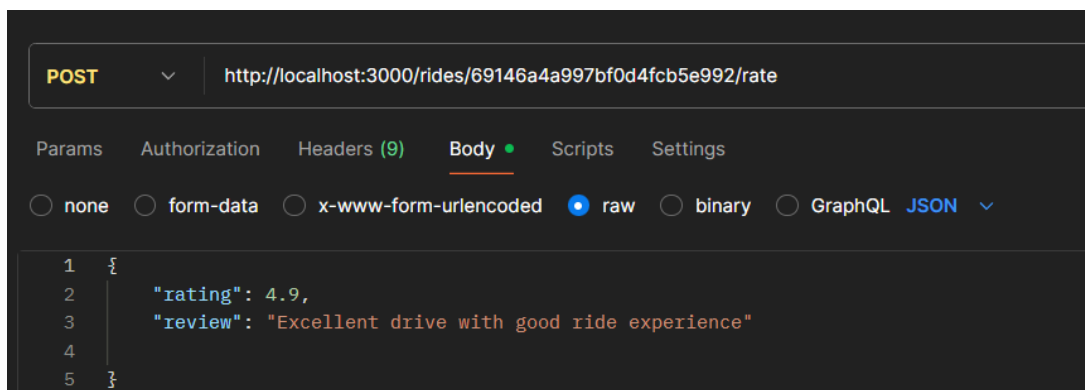 POST http://localhost:3000/rides/69146a4a997bf0d4fcb5e992/rate
Params Authorization Headers (9) Body Scripts Settings
none form-data x-www-form-urlencoded raw binary GraphQL JSON
1 {
2 "rating": 4.9,
3 "review": "Excellent drive with good ride experience"
4
5 }